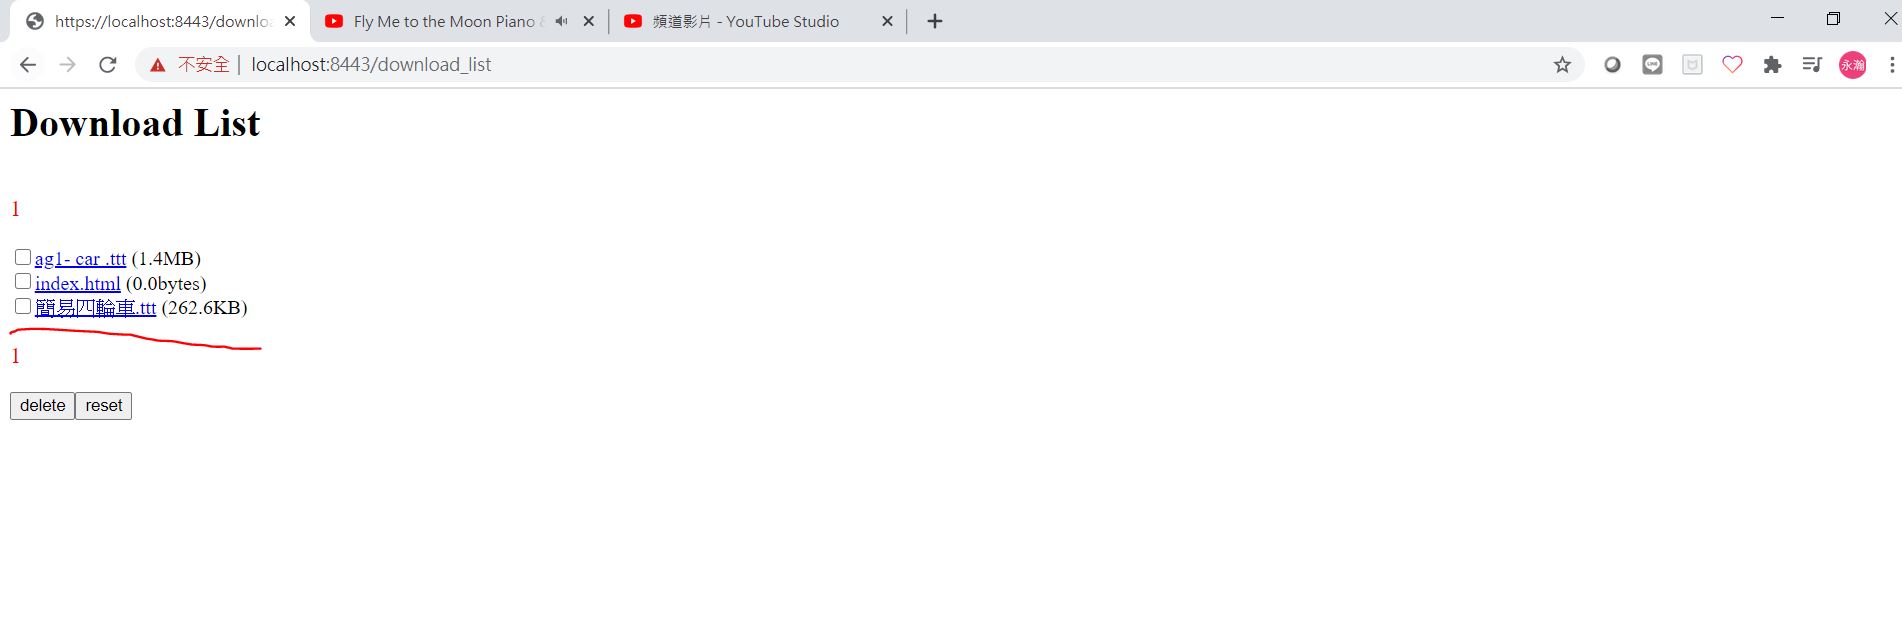 https://localhost:8443/downloa
Fly Me to the Moon Piano &
頻道影片 - YouTube Studio
不安全 | localhost:8443/download_list
永瀚
Download List
1
ag1- car .ttt (1.4MB)
index.html (0.0bytes)
簡易四輪車.ttt (262.6KB)
1
delete reset